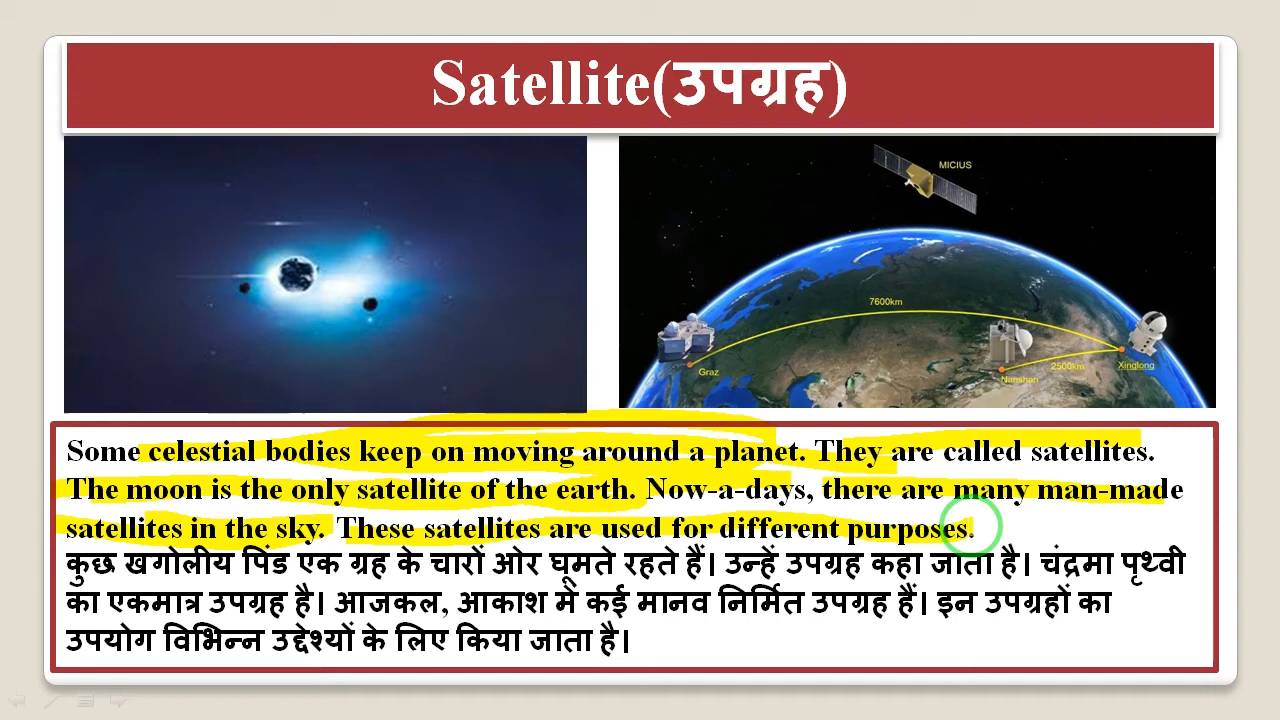 Satellite(उपग्रह)
MICIUS
7600km
Graz
Nanshan
2500km
Xinglong
Some celestial bodies keep on moving around a planet. They are called satellites.
The moon is the only satellite of the earth. Now-a-days, there are many man-made
satellites in the sky. These satellites are used for different purposes.
कुछ खगोलीय पिंड एक ग्रह के चारों ओर घूमते रहते हैं। उन्हें उपग्रह कहा जाता है। चंद्रमा पृथ्वी
का एकमात्र उपग्रह है। आजकल, आकाश में कई मानव निर्मित उपग्रह हैं। इन उपग्रहों का
उपयोग विभिन्न उद्देश्यों के लिए किया जाता है।